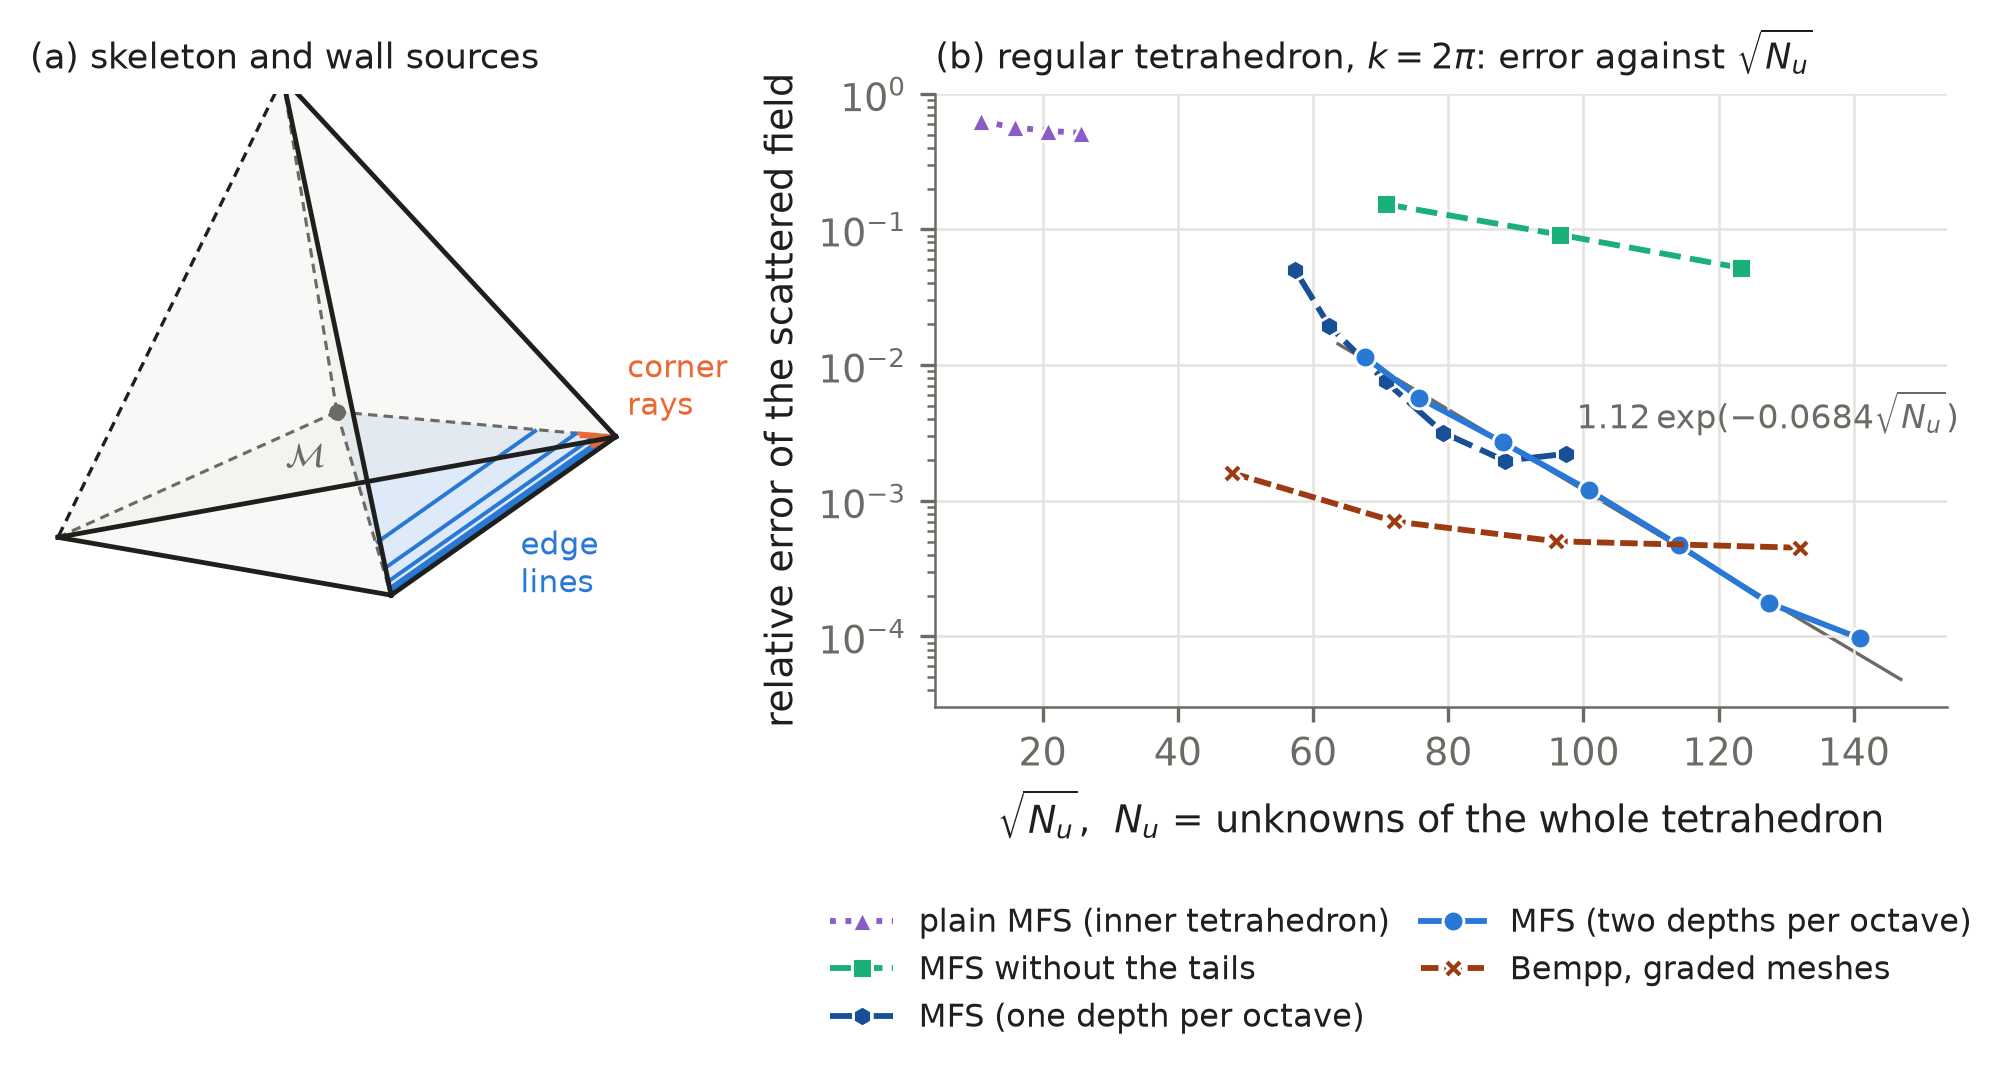 (a) skeleton and wall sources
corner
rays
ℳ
edge
lines
(b) regular tetrahedron, k = 2π: error against √N_u
relative error of the scattered field
10^0
10^−1
10^−2
10^−3
10^−4
1.12 exp(−0.0684√N_u)
20 40 60 80 100 120 140
√N_u, N_u = unknowns of the whole tetrahedron
plain MFS (inner tetrahedron)
MFS without the tails
MFS (one depth per octave)
MFS (two depths per octave)
Bempp, graded meshes